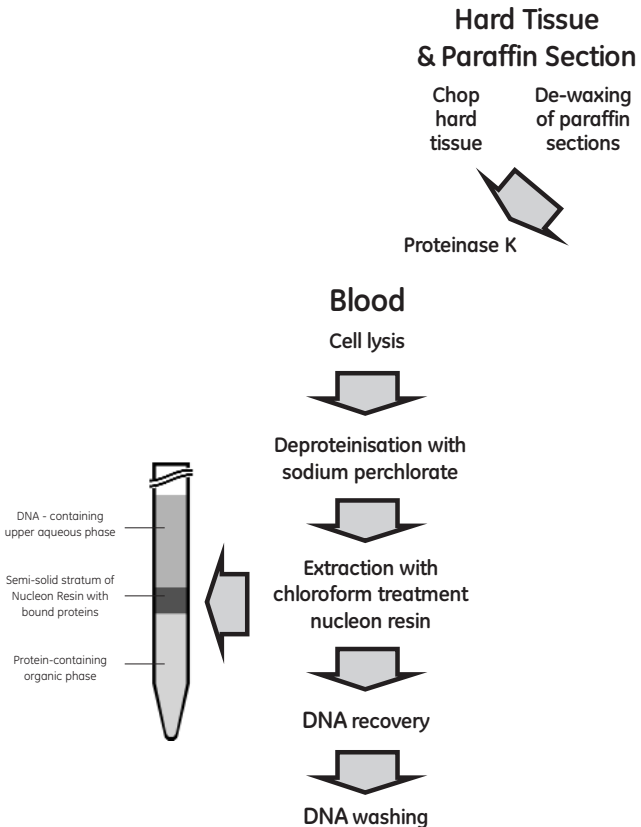 Hard Tissue
& Paraffin Section
Chop
hard
tissue
De-waxing
of paraffin
sections
Proteinase K
Blood
Cell lysis
Deproteinisation with
sodium perchlorate
Extraction with
chloroform treatment
nucleon resin
DNA - containing
upper aqueous phase
Semi-solid stratum of
Nucleon Resin with
bound proteins
Protein-containing
organic phase
DNA recovery
DNA washing